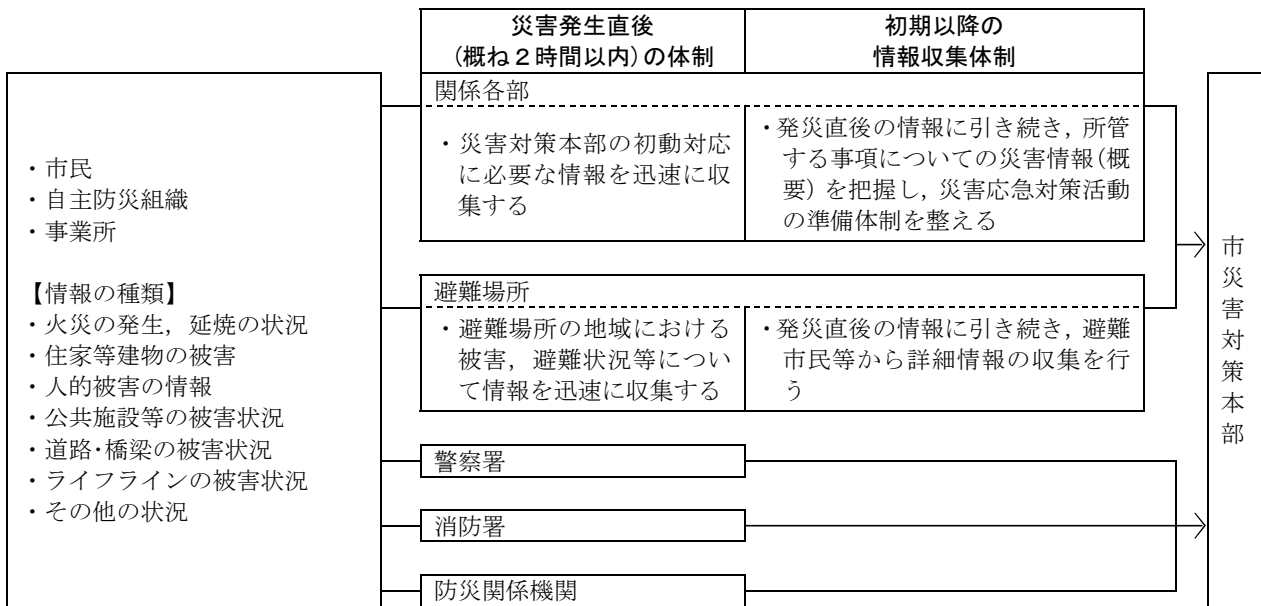 災害発生直後
(概ね2時間以内)の体制
初期以降の
情報収集体制
・市民
・自主防災組織
・事業所
【情報の種類】
・火災の発生，延焼の状況
・住家等建物の被害
・人的被害の情報
・公共施設等の被害状況
・道路･橋梁の被害状況
・ライフラインの被害状況
・その他の状況
関係各部
・災害対策本部の初動対応
に必要な情報を迅速に収
集する
・発災直後の情報に引き続き，所管
する事項についての災害情報(概
要）を把握し，災害応急対策活動
の準備体制を整える
避難場所
・避難場所の地域における
被害，避難状況等につい
て情報を迅速に収集する
・発災直後の情報に引き続き，避難
市民等から詳細情報の収集を行
う
警察署
消防署
防災関係機関
市災害対策本部